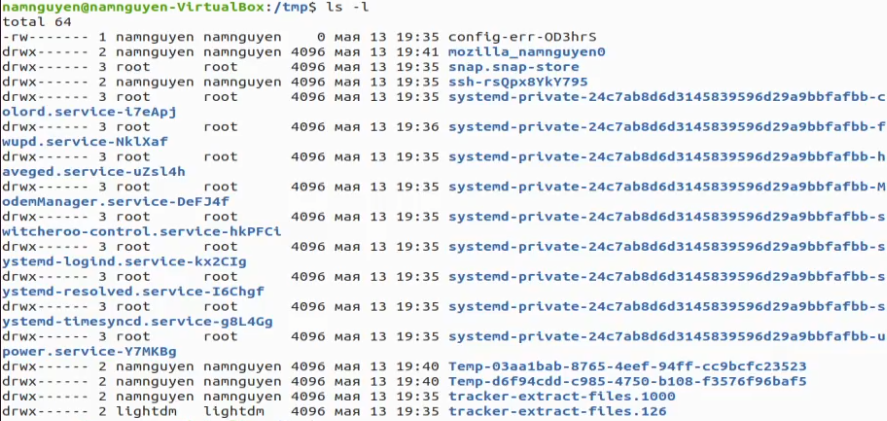 namnguyen@namnguyen-VirtualBox:/tmp$ ls -l
total 64
-rw------- 1 namnguyen namnguyen    0 мая 13 19:35 config-err-OD3hrS
drwx------ 2 namnguyen namnguyen 4096 мая 13 19:41 mozilla_namnguyen0
drwx------ 3 root      root      4096 мая 13 19:35 snap.snap-store
drwx------ 2 namnguyen namnguyen 4096 мая 13 19:35 ssh-rsQpx8YkY795
drwx------ 3 root      root      4096 мая 13 19:35 systemd-private-24c7ab8d6d3145839596d29a9bbfafbb-c
olord.service-i7eApj
drwx------ 3 root      root      4096 мая 13 19:36 systemd-private-24c7ab8d6d3145839596d29a9bbfafbb-f
wupd.service-NklXaf
drwx------ 3 root      root      4096 мая 13 19:35 systemd-private-24c7ab8d6d3145839596d29a9bbfafbb-h
aveged.service-uZsl4h
drwx------ 3 root      root      4096 мая 13 19:35 systemd-private-24c7ab8d6d3145839596d29a9bbfafbb-M
odemManager.service-DeFJ4f
drwx------ 3 root      root      4096 мая 13 19:35 systemd-private-24c7ab8d6d3145839596d29a9bbfafbb-s
witcheroo-control.service-hkPFCi
drwx------ 3 root      root      4096 мая 13 19:35 systemd-private-24c7ab8d6d3145839596d29a9bbfafbb-s
ystemd-logind.service-kx2CIg
drwx------ 3 root      root      4096 мая 13 19:35 systemd-private-24c7ab8d6d3145839596d29a9bbfafbb-s
ystemd-resolved.service-I6Chgf
drwx------ 3 root      root      4096 мая 13 19:35 systemd-private-24c7ab8d6d3145839596d29a9bbfafbb-s
ystemd-timesyncd.service-g8L4Gg
drwx------ 3 root      root      4096 мая 13 19:35 systemd-private-24c7ab8d6d3145839596d29a9bbfafbb-u
power.service-Y7MKBg
drwx------ 2 namnguyen namnguyen 4096 мая 13 19:40 Temp-03aa1bab-8765-4eef-94ff-cc9bcfc23523
drwx------ 2 namnguyen namnguyen 4096 мая 13 19:40 Temp-d6f94cdd-c985-4750-b108-f3576f96baf5
drwx------ 2 namnguyen namnguyen 4096 мая 13 19:35 tracker-extract-files.1000
drwx------ 2 lightdm   lightdm   4096 мая 13 19:35 tracker-extract-files.126